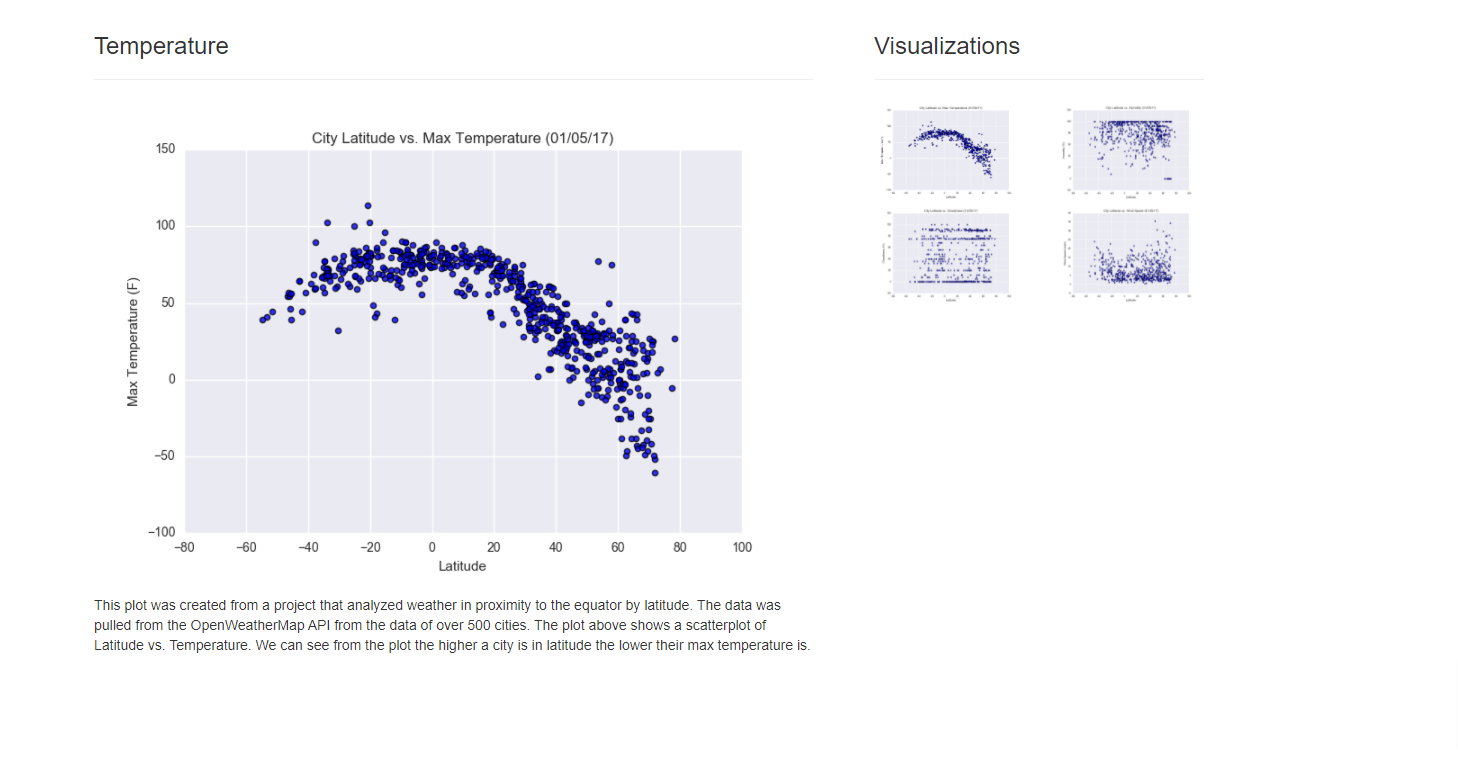 Temperature
Visualizations
City Latitude vs. Max Temperature (01/05/17)
150
100
50
0
−50
−100
Max Temperature (F)
−80 −60 −40 −20 0 20 40 60 80 100
Latitude
This plot was created from a project that analyzed weather in proximity to the equator by latitude. The data was
pulled from the OpenWeatherMap API from the data of over 500 cities. The plot above shows a scatterplot of
Latitude vs. Temperature. We can see from the plot the higher a city is in latitude the lower their max temperature is.